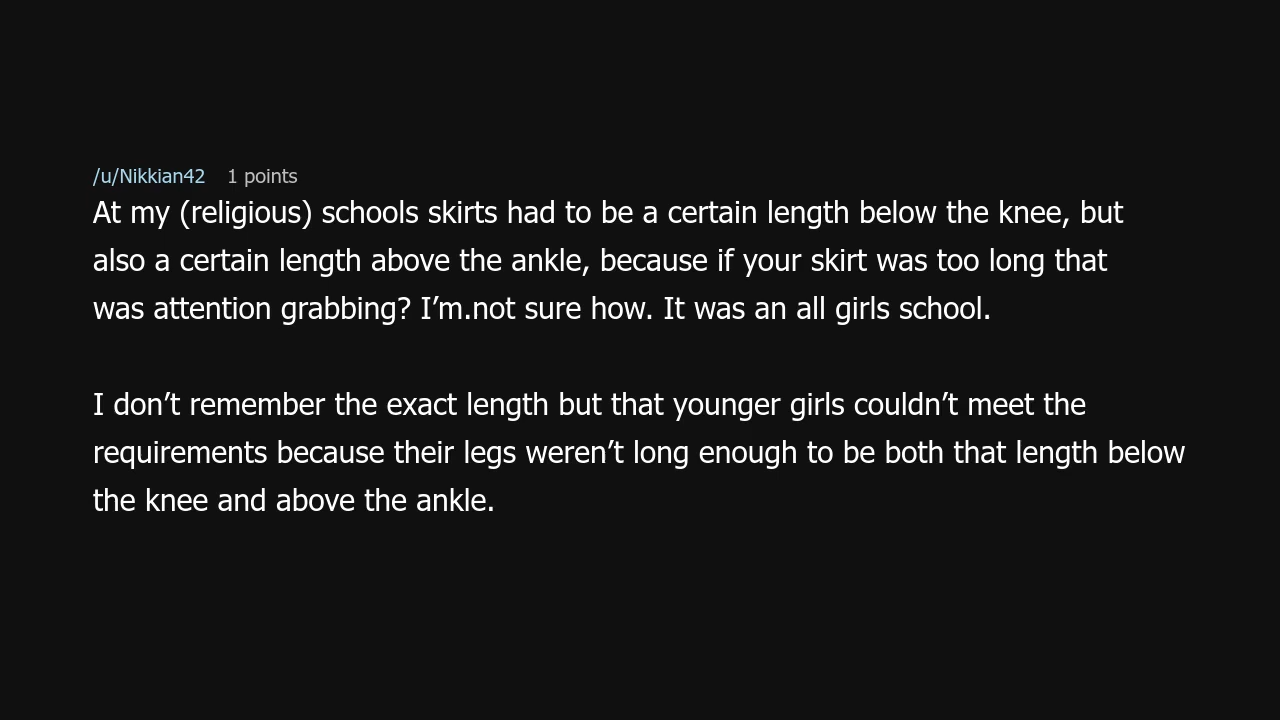 /u/Nikkian42 1 points
At my (religious) schools skirts had to be a certain length below the knee, but
also a certain length above the ankle, because if your skirt was too long that
was attention grabbing? I’m.not sure how. It was an all girls school.
I don’t remember the exact length but that younger girls couldn’t meet the
requirements because their legs weren’t long enough to be both that length below
the knee and above the ankle.